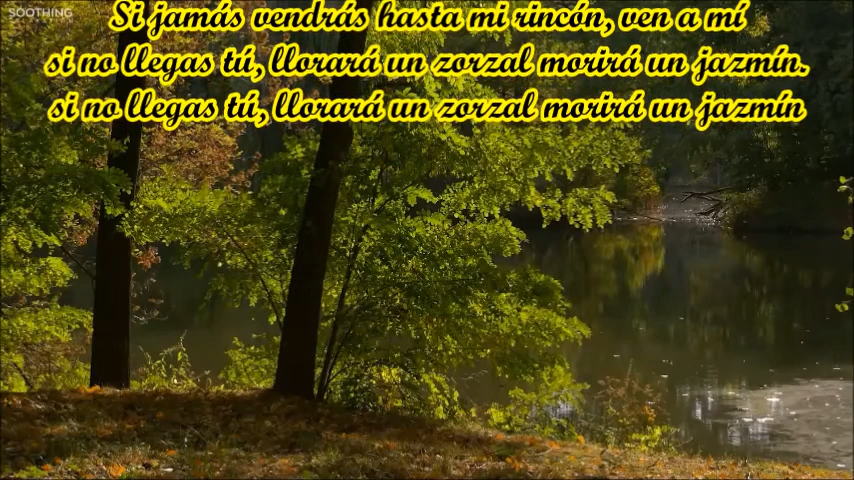 SOOTHING
Si jamás vendrás hasta mi rincón, ven a mí
si no llegas tú, llorará un zorzal morirá un jazmín.
si no llegas tú, llorará un zorzal morirá un jazmín